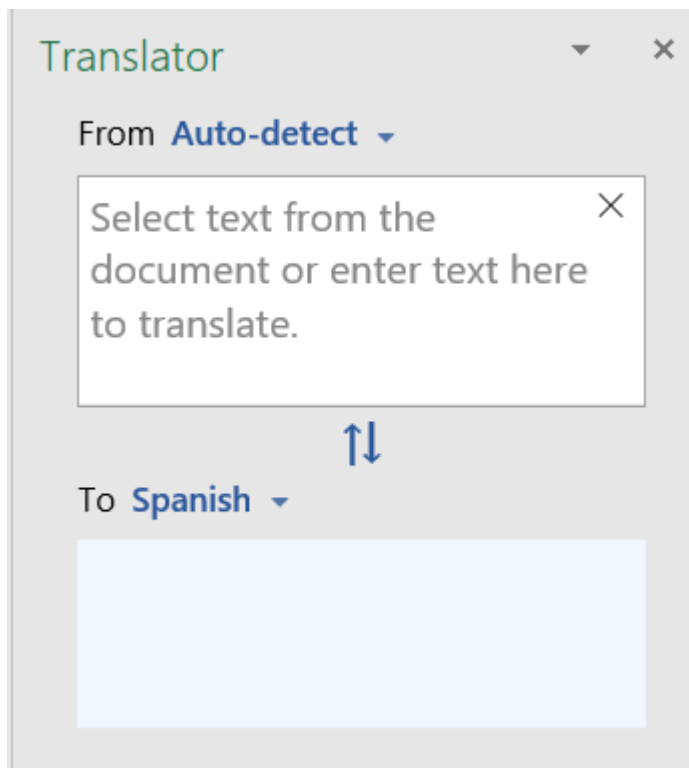 Translator
From Auto-detect
Select text from the
document or enter text here
to translate.
To Spanish